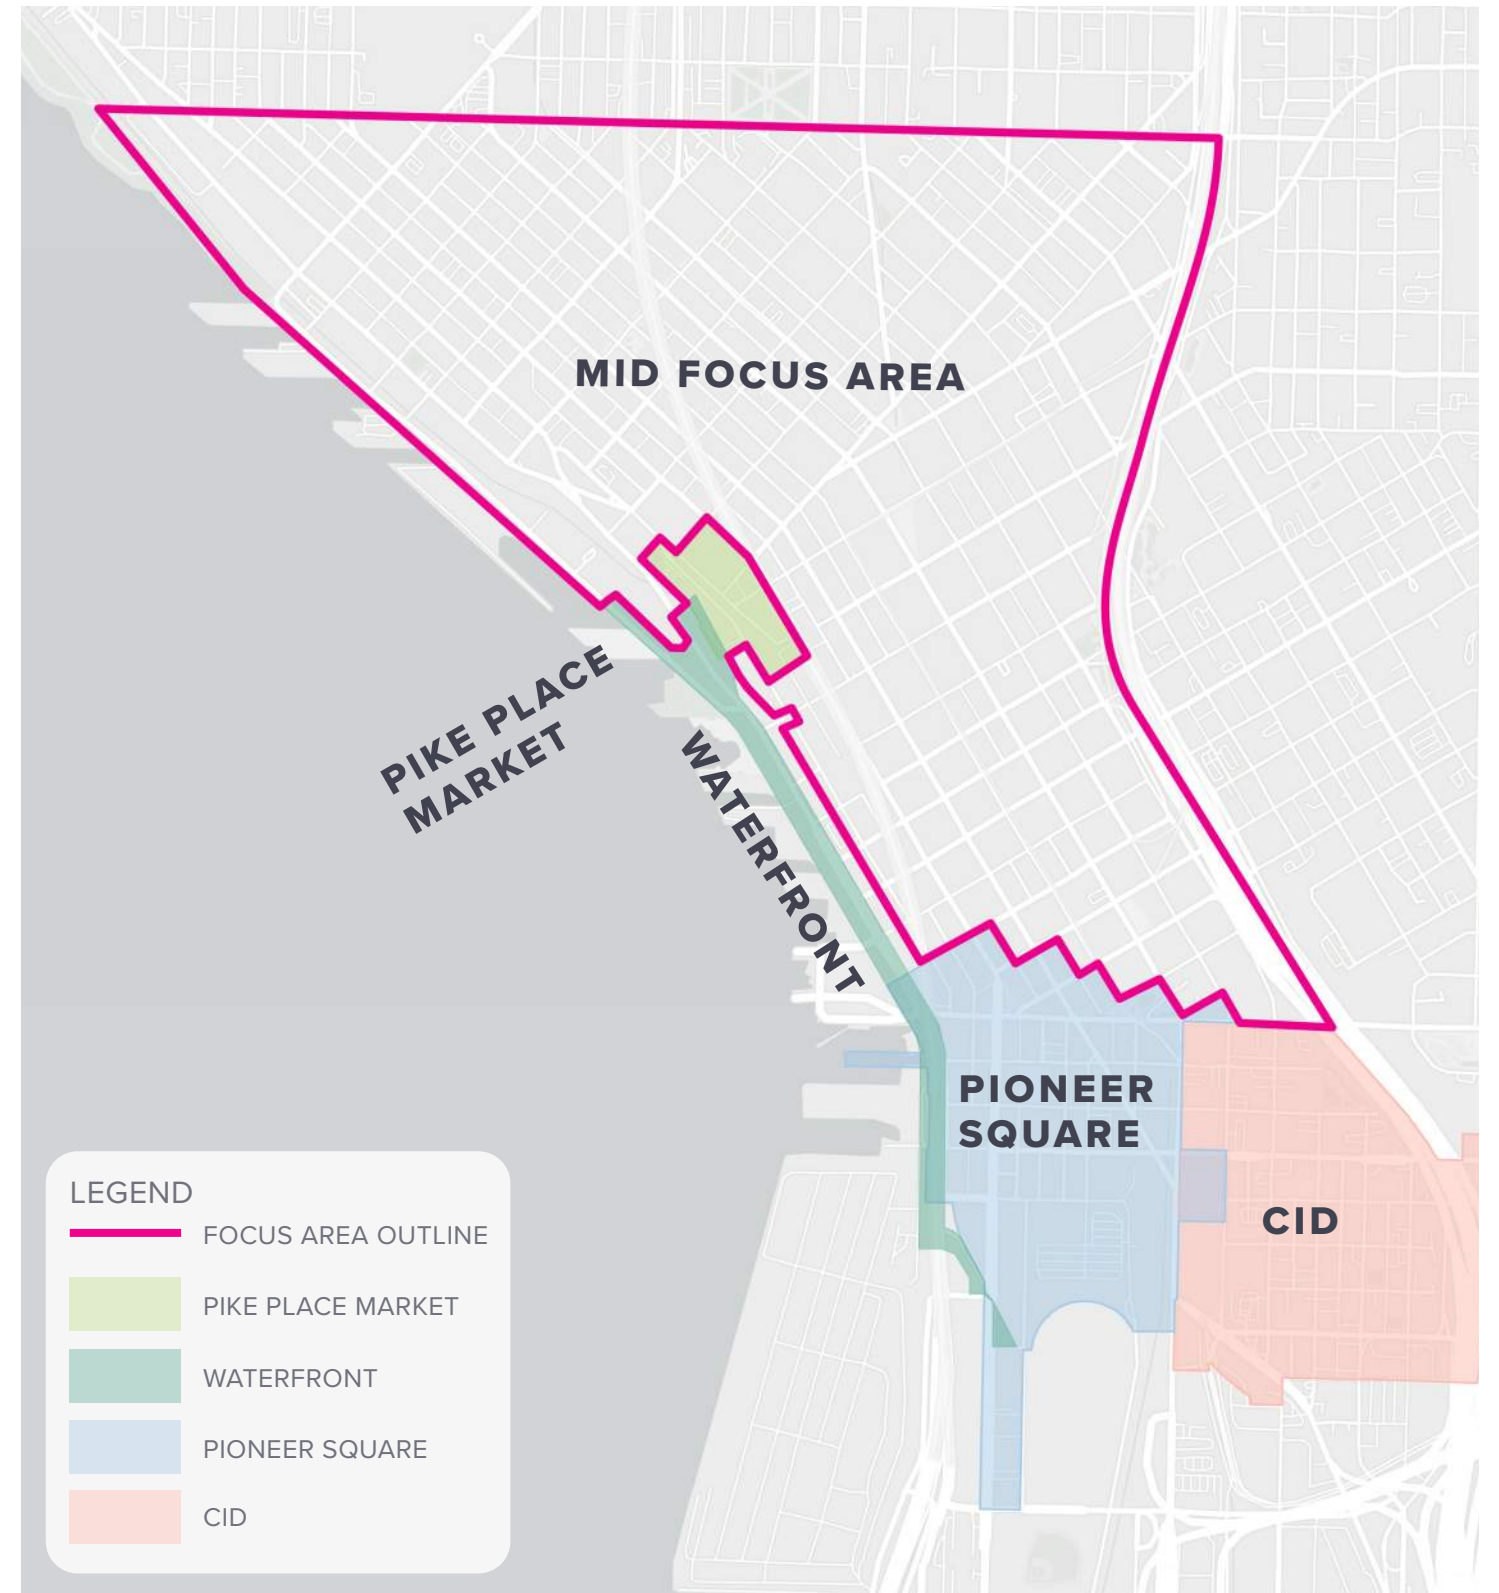 MID FOCUS AREA
PIKE PLACE
MARKET
WATERFRONT
PIONEER
SQUARE
CID
LEGEND
FOCUS AREA OUTLINE
PIKE PLACE MARKET
WATERFRONT
PIONEER SQUARE
CID